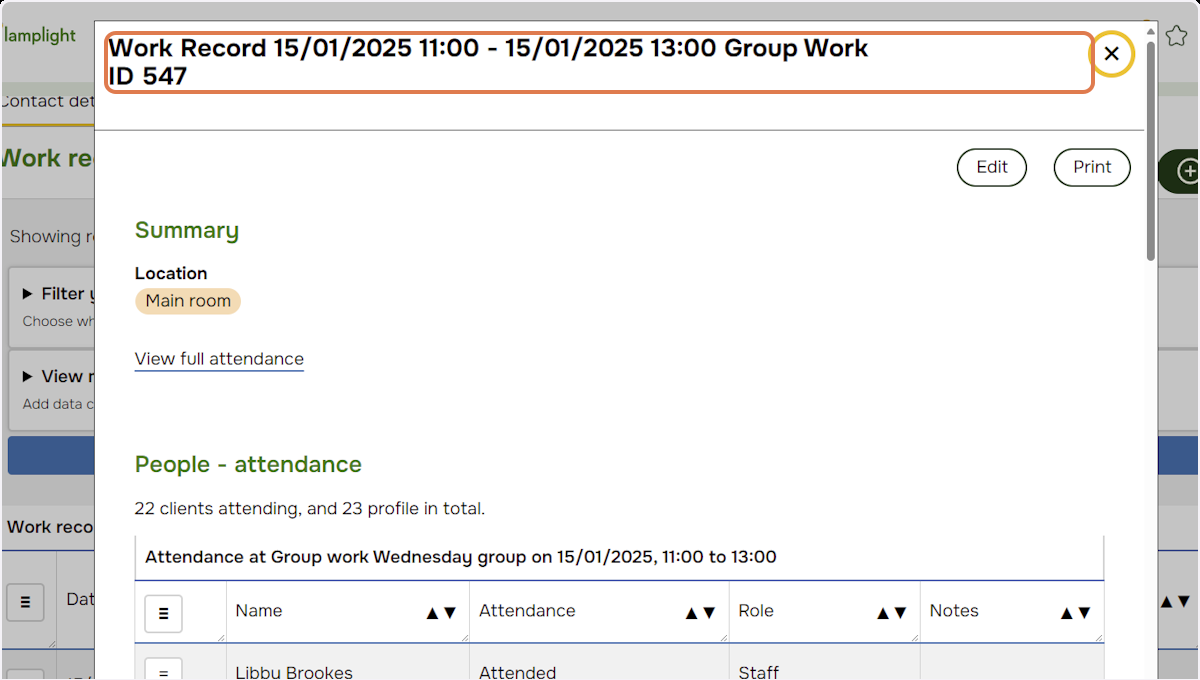 lamplight
Work Record 15/01/2025 11:00 - 15/01/2025 13:00 Group Work
ID 547
Contact det
Work re
Edit
Print
Showing re
Summary
Location
Main room
Filter y
Choose wh
View full attendance
View r
Add data c
People - attendance
22 clients attending, and 23 profile in total.
Work reco
Attendance at Group work Wednesday group on 15/01/2025, 11:00 to 13:00
Dat
Name
Attendance
Role
Notes
Libby Brookes
Attended
Staff